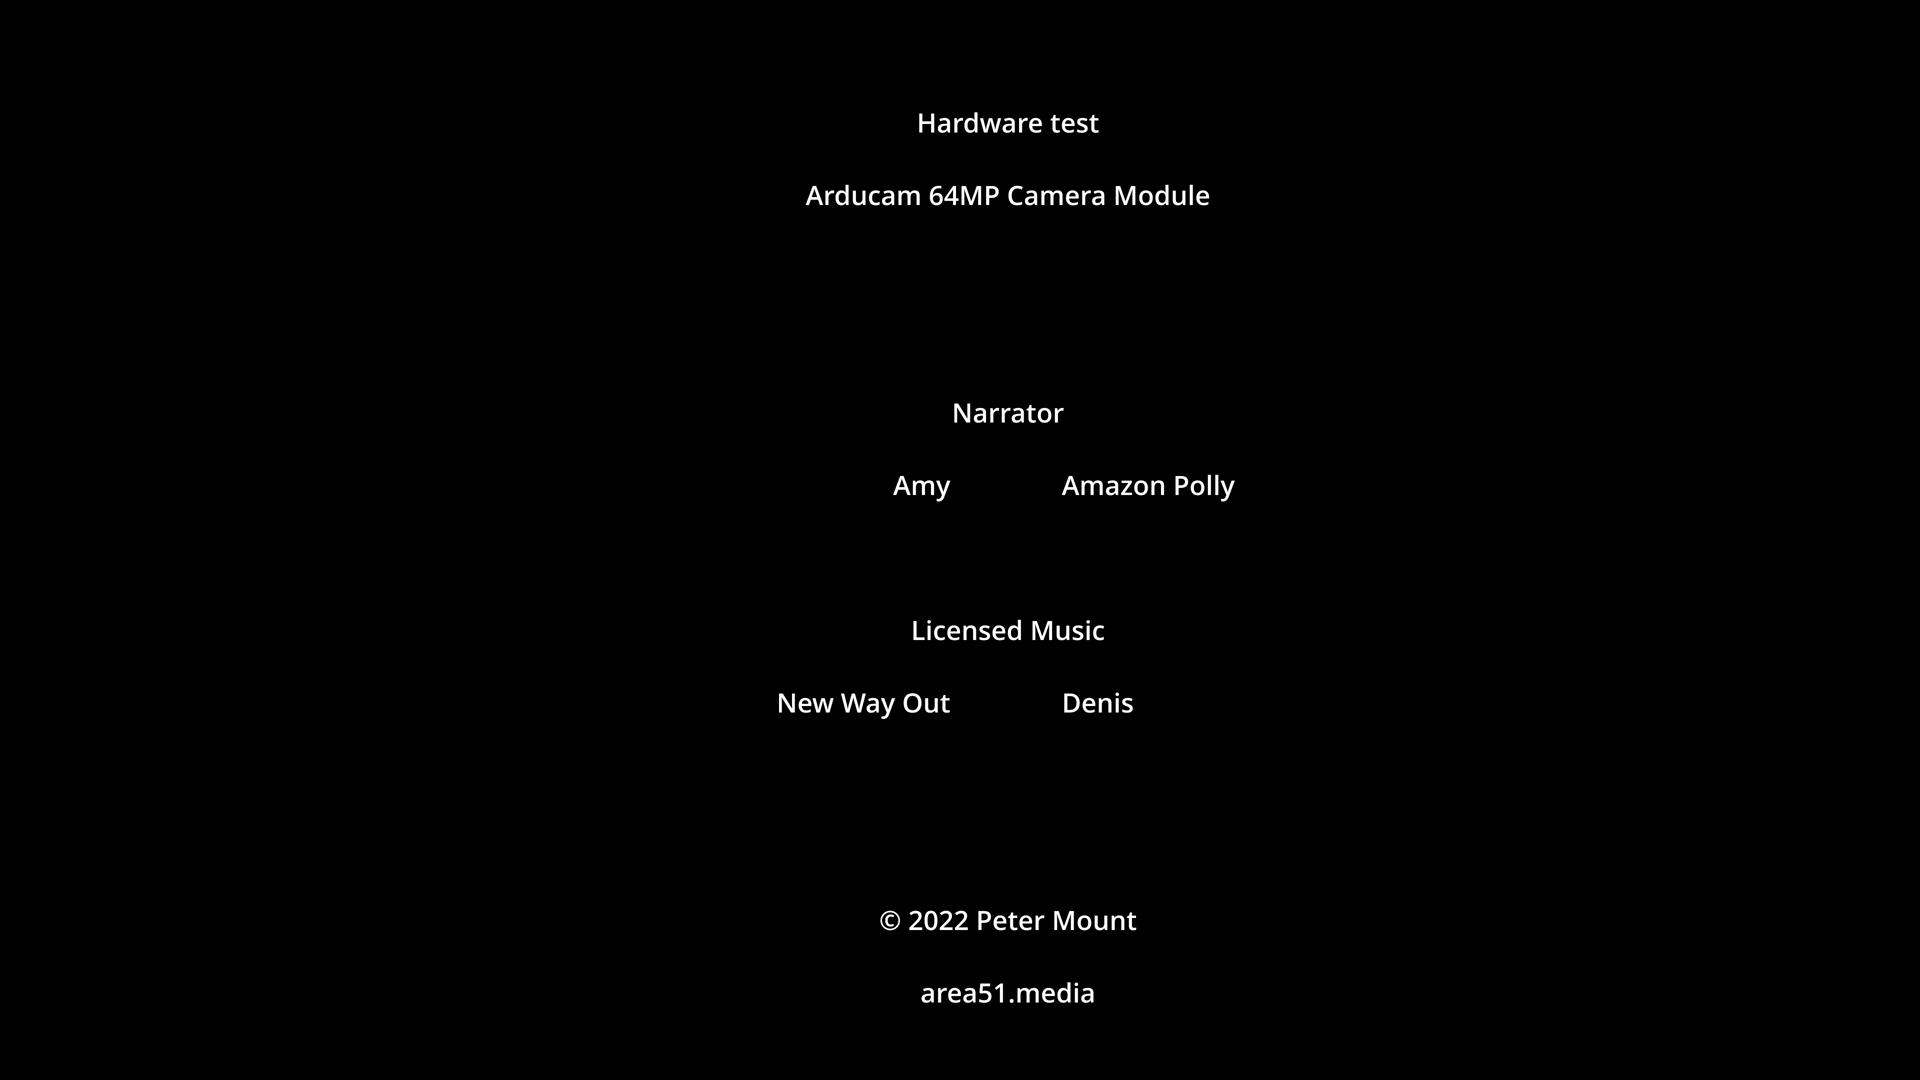 Hardware test
Arducam 64MP Camera Module
Narrator
Amy Amazon Polly
Licensed Music
New Way Out Denis
© 2022 Peter Mount
area51.media